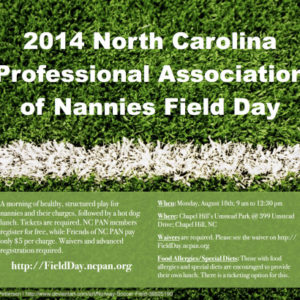 2014 North Carolina
Professional Association
of Nannies Field Day
A morning of healthy, structured play for
nannies and their charges, followed by a hot dog
lunch. Tickets are required. NC PAN members
register for free, while Friends of NC PAN pay
only $5 per charge. Waivers and advanced
registration required.
http://FieldDay.ncpan.org
When: Monday, August 18th, 9 am to 12:30 pm
Where: Chapel Hill's Umstead Park @ 399 Umstead
Drive; Chapel Hill, NC
Waivers are required. Please see the waiver on http://
FieldDay.ncpan.org
Food Allergies/Special Diets: Those with food
allergies and special diets are encouraged to provide
their own lunch. There is a ticketing option for this.